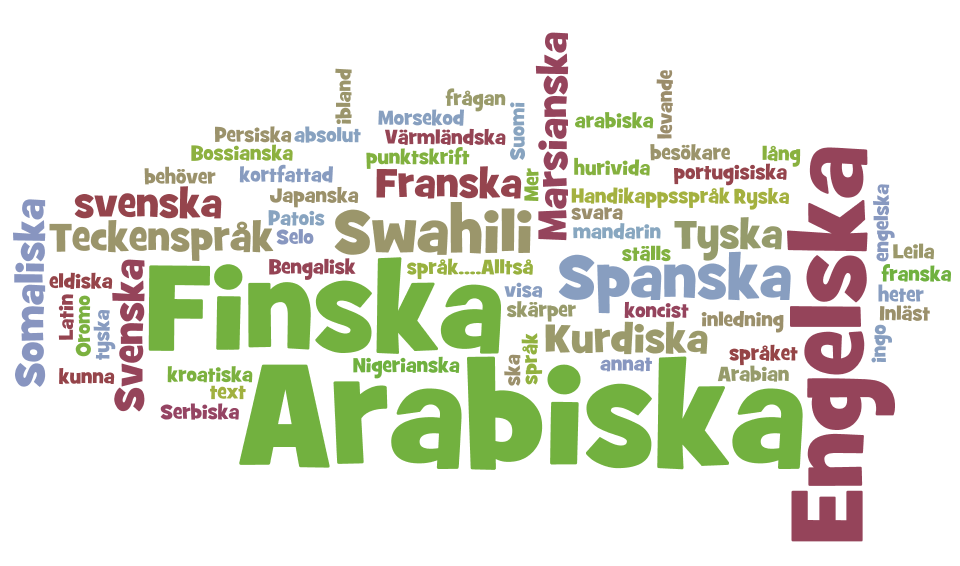 Marsianska
ibland
levande
frågan
Suomi
Morsekod
arabiska
Persiska
absolut
Värmländska
Bossianska
punktskrift
besökare
lång
hurivida
portugisiska
behöver
kortfattad
Franska
Mer
Engelska
svenska
Japanska
Handikappsspråk
Ryska
engelska
Somaliska
Patois
Swahili
svara
Teckenspråk
Selo
mandarin
Tyska
ställs
Leila
Bengalisk
språk....Alltså
Spanska
franska
eldiska
svenska
Finska
visa
heter
Latin
Oromo
tyska
skärper
koncist
inledning
Inläst
Kurdiska
ingo
språket
kunna
kroatiska
Nigerianska
ska
språk
annat
Arabian
text
Arabiska
Serbiska